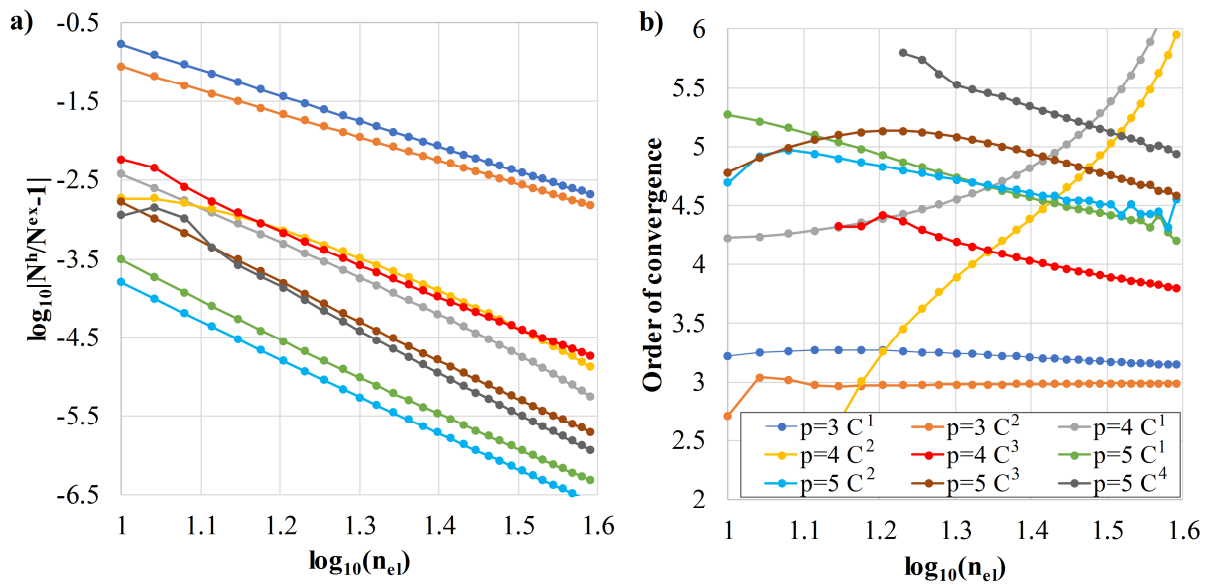 a)
-0.5
-1.5
-2.5
-3.5
-4.5
-5.5
-6.5
log₁₀|Nʰ/Nᵉˣ-1|
1 1.1 1.2 1.3 1.4 1.5 1.6
log₁₀(nₑₗ)
b)
6
5.5
5
4.5
4
3.5
3
2.5
2
Order of convergence
p=3 C¹ p=3 C² p=4 C¹
p=4 C² p=4 C³ p=5 C¹
p=5 C² p=5 C³ p=5 C⁴
1 1.1 1.2 1.3 1.4 1.5 1.6
log₁₀(nₑₗ)